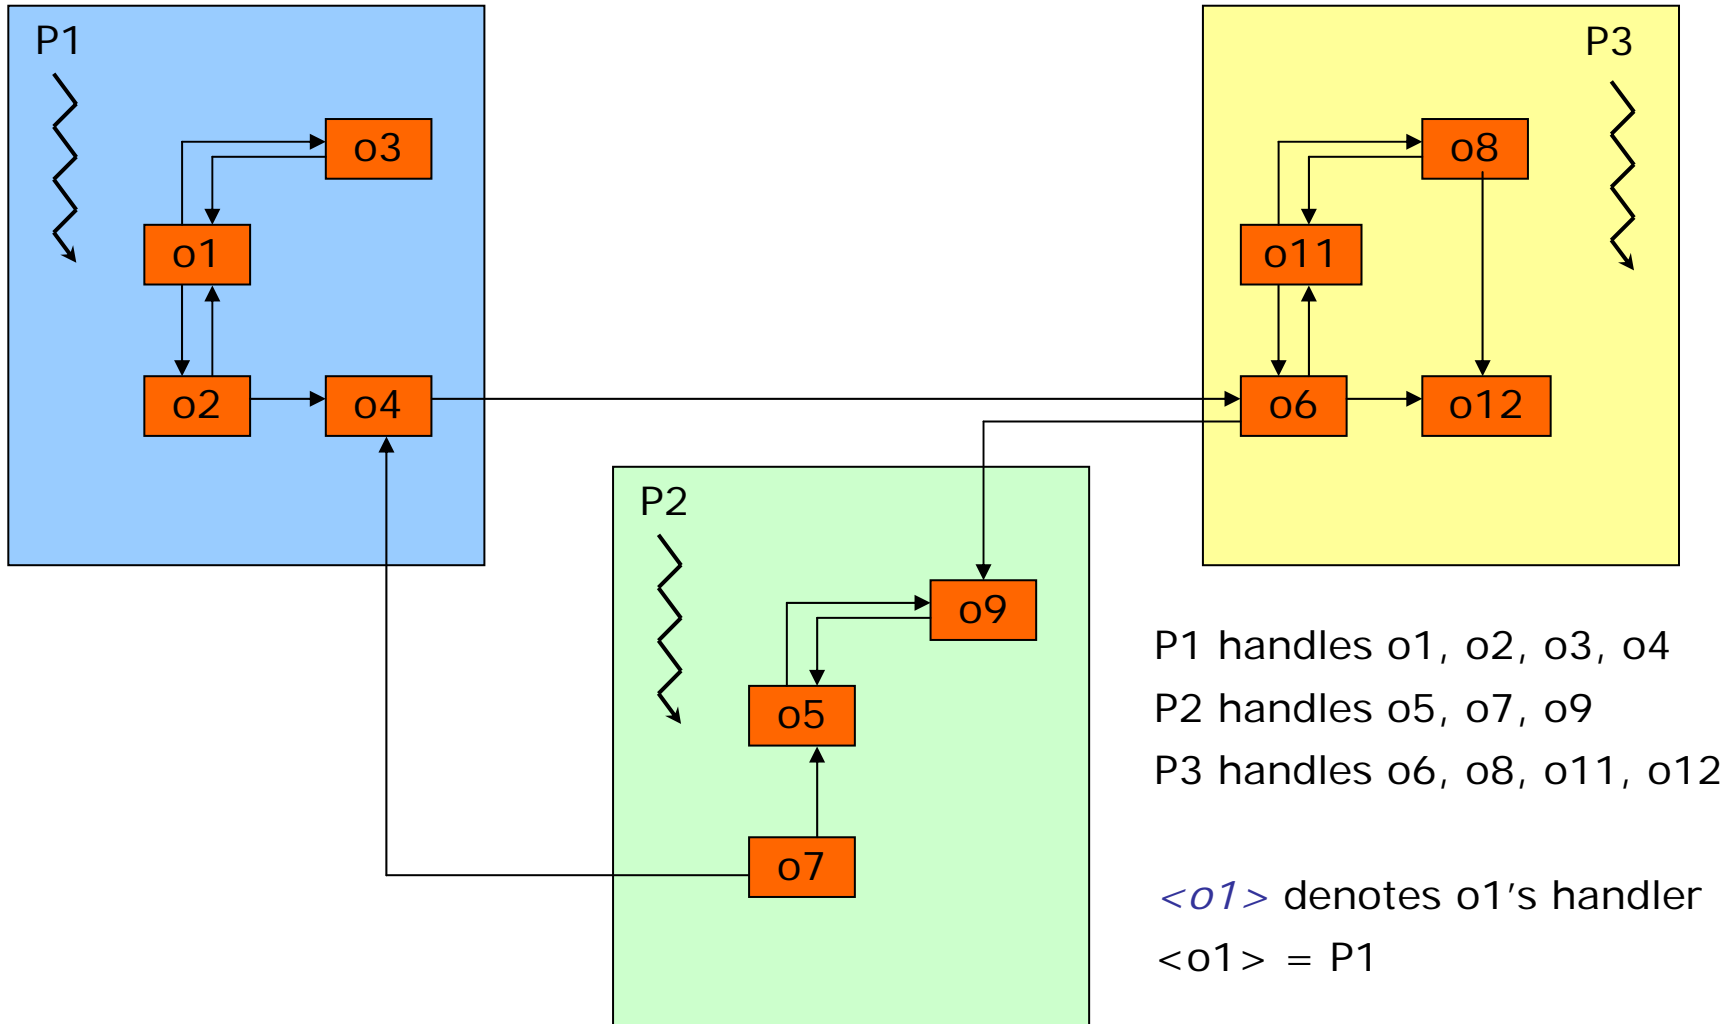 P1
o3
o1
o2
o4
P3
o8
o11
o6
o12
P2
o9
o5
o7
P1 handles o1, o2, o3, o4
P2 handles o5, o7, o9
P3 handles o6, o8, o11, o12
<o1> denotes o1's handler
<o1> = P1